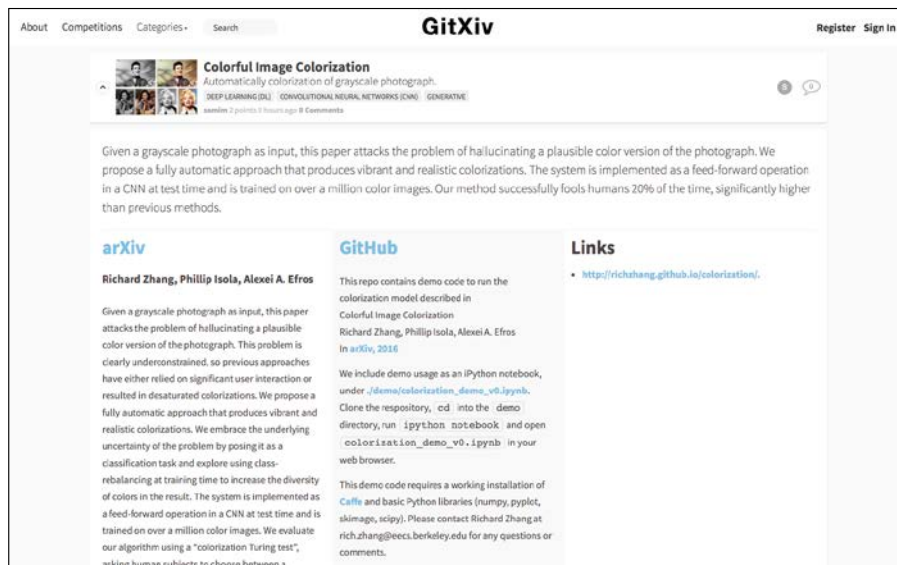 About Competitions Categories Search GitXiv Register Sign In
Colorful Image Colorization
Automatically colorization of grayscale photograph.
DEEP LEARNING (DL) CONVOLUTIONAL NEURAL NETWORKS (CNN) GENERATIVE
samim 2 points 9 hours ago 0 Comments
S 0
Given a grayscale photograph as input, this paper attacks the problem of hallucinating a plausible color version of the photograph. We
propose a fully automatic approach that produces vibrant and realistic colorizations. The system is implemented as a feed-forward operation
in a CNN at test time and is trained on over a million color images. Our method successfully fools humans 20% of the time, significantly higher
than previous methods.
arXiv
Richard Zhang, Phillip Isola, Alexei A. Efros
Given a grayscale photograph as input, this paper
attacks the problem of hallucinating a plausible
color version of the photograph. This problem is
clearly underconstrained, so previous approaches
have either relied on significant user interaction or
resulted in desaturated colorizations. We propose a
fully automatic approach that produces vibrant and
realistic colorizations. We embrace the underlying
uncertainty of the problem by posing it as a
classification task and explore using class-
rebalancing at training time to increase the diversity
of colors in the result. The system is implemented as
a feed-forward operation in a CNN at test time and is
trained on over a million color images. We evaluate
our algorithm using a "colorization Turing test",
asking human subjects to choose between a
GitHub
This repo contains demo code to run the
colorization model described in
Colorful Image Colorization
Richard Zhang, Phillip Isola, Alexei A. Efros
In arXiv, 2016
We include demo usage as an iPython notebook,
under ./demo/colorization_demo_v0.ipynb.
Clone the respository, cd into the demo
directory, run ipython notebook and open
colorization_demo_v0.ipynb in your
web browser.
This demo code requires a working installation of
Caffe and basic Python libraries (numpy, pyplot,
skimage, scipy). Please contact Richard Zhang at
rich.zhang@eecs.berkeley.edu for any questions or
comments.
Links
• http://richzhang.github.io/colorization/.